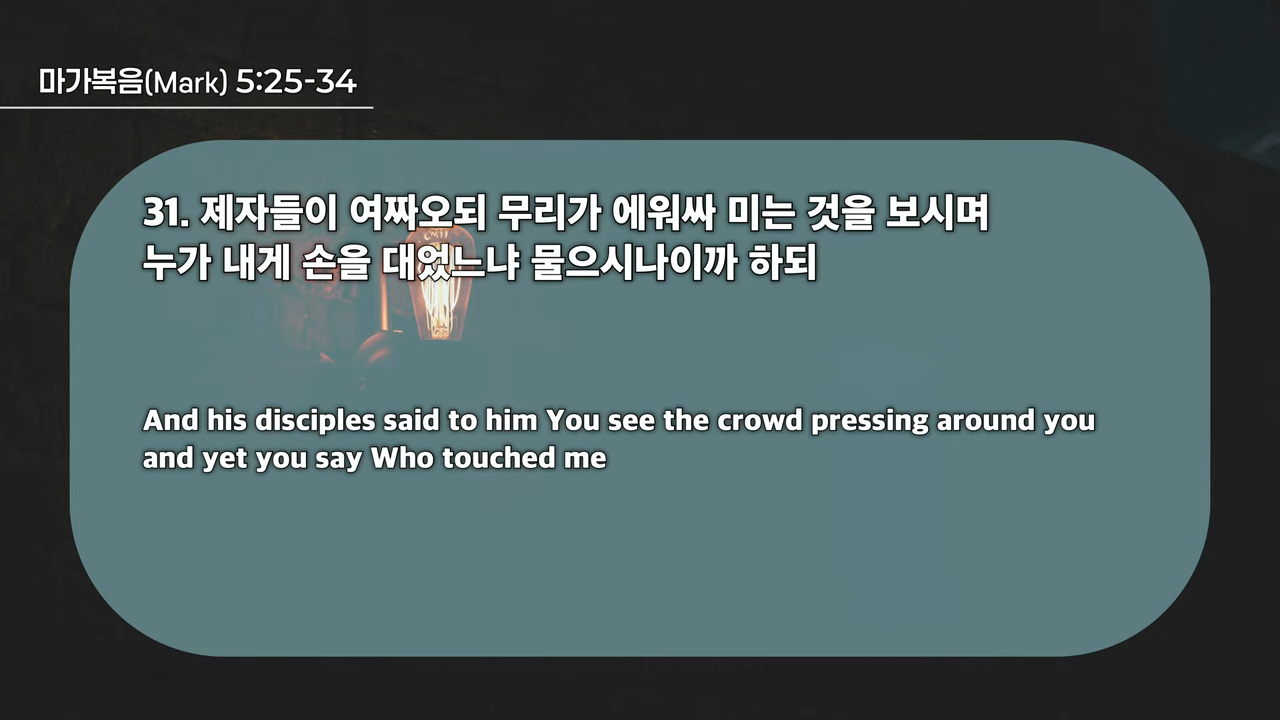 마가복음(Mark) 5:25-34
31. 제자들이 여짜오되 무리가 에워싸 미는 것을 보시며
누가 내게 손을 대었느냐 물으시나이까 하되
And his disciples said to him You see the crowd pressing around you
and yet you say Who touched me